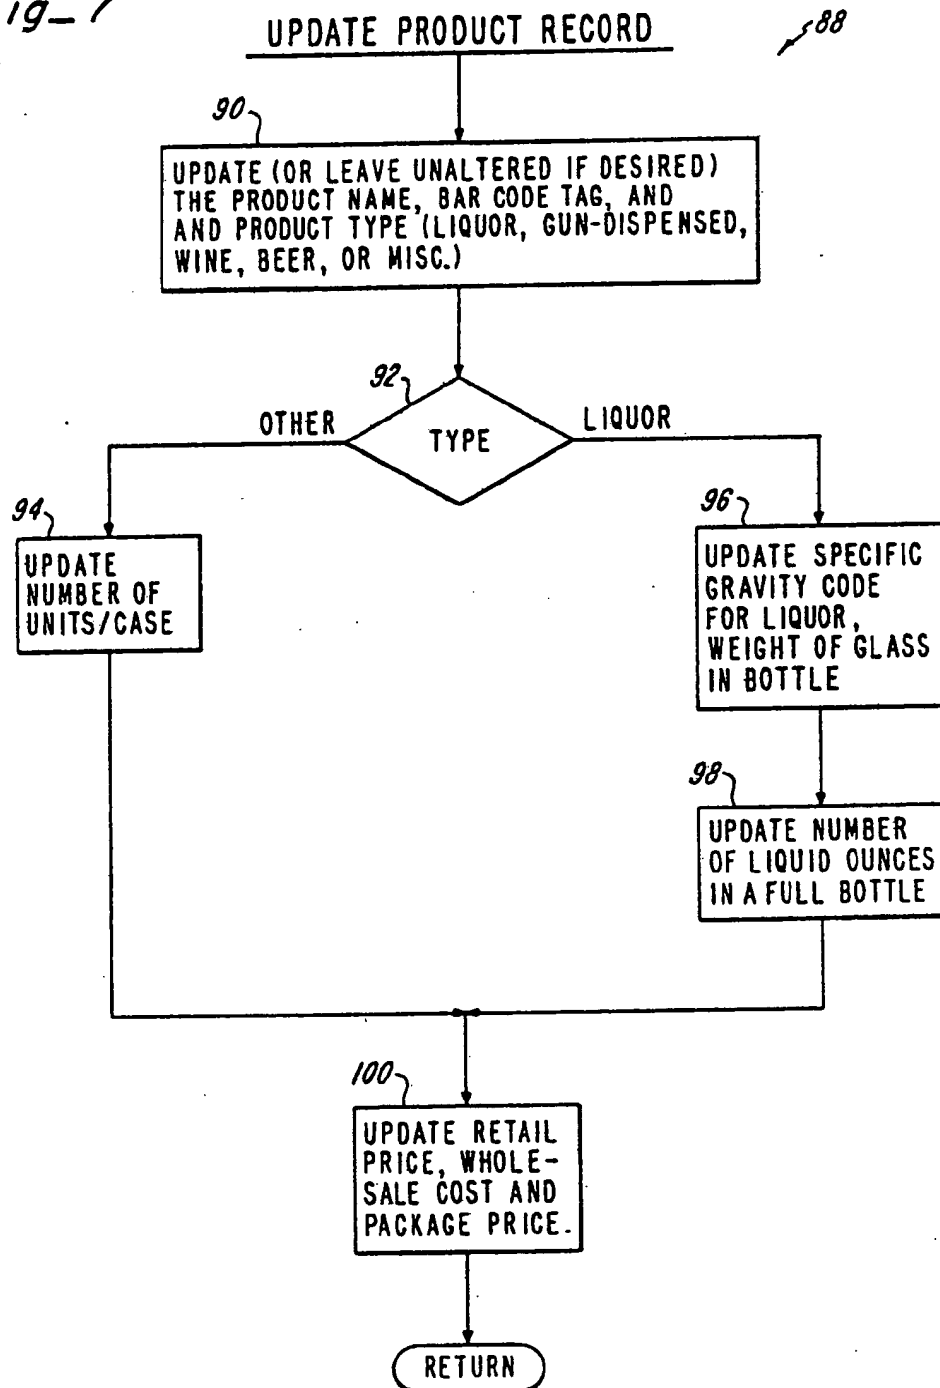 ig_7
UPDATE PRODUCT RECORD
88
90
UPDATE (OR LEAVE UNALTERED IF DESIRED)
THE PRODUCT NAME, BAR CODE TAG, AND
AND PRODUCT TYPE (LIQUOR, GUN-DISPENSED,
WINE, BEER, OR MISC.)
92
OTHER
TYPE
LIQUOR
94
UPDATE
NUMBER OF
UNITS/CASE
96
UPDATE SPECIFIC
GRAVITY CODE
FOR LIQUOR,
WEIGHT OF GLASS
IN BOTTLE
98
UPDATE NUMBER
OF LIQUID OUNCES
IN A FULL BOTTLE
100
UPDATE RETAIL
PRICE, WHOLE-
SALE COST AND
PACKAGE PRICE.
RETURN